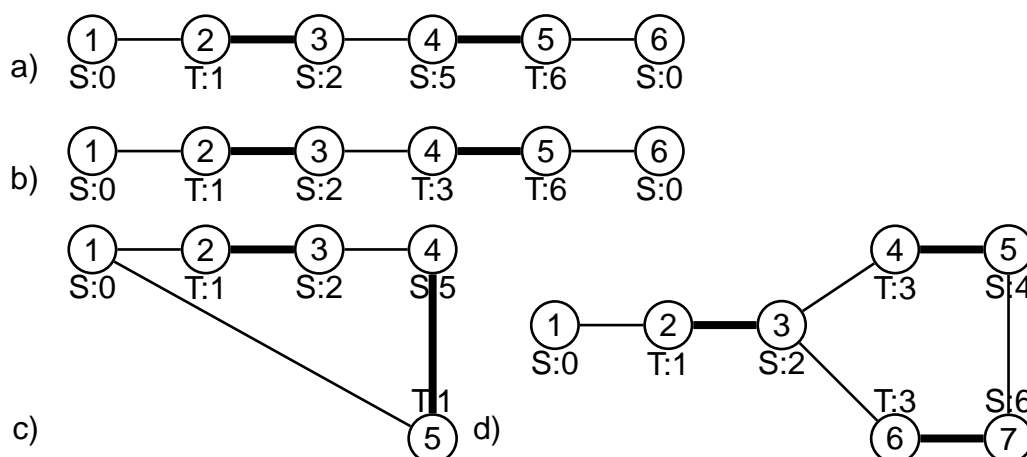 1 2 3 4 5 6
a) S:0 T:1 S:2 S:5 T:6 S:0
1 2 3 4 5 6
b) S:0 T:1 S:2 T:3 T:6 S:0
1 2 3 4
S:0 T:1 S:2 S:5
T:1
c) 5
4 5
T:3 S:4
1 2 3
S:0 T:1 S:2
T:3 S:6
d) 6 7